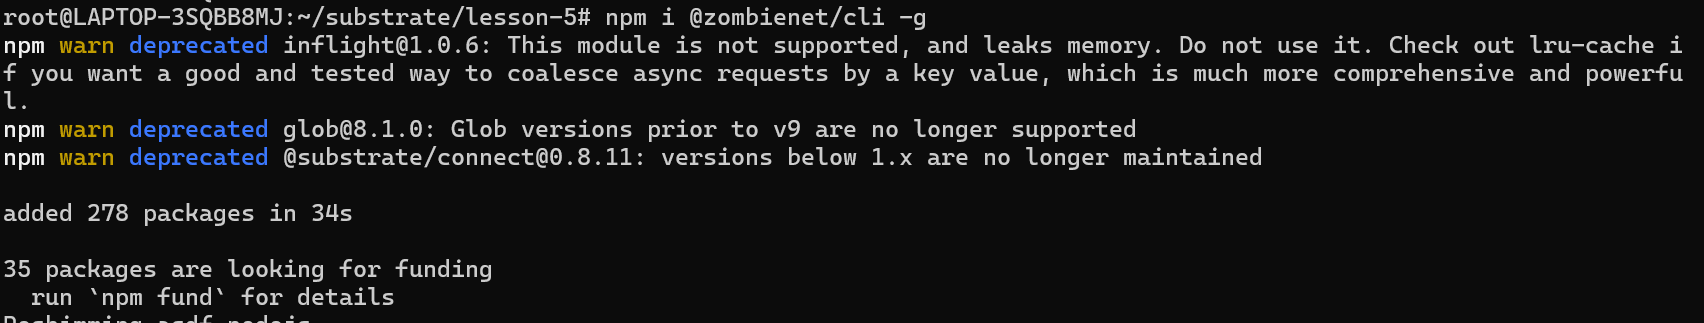 root@LAPTOP-3SQBB8MJ:~/substrate/lesson-5# npm i @zombienet/cli -g
npm warn deprecated inflight@1.0.6: This module is not supported, and leaks memory. Do not use it. Check out lru-cache i
f you want a good and tested way to coalesce async requests by a key value, which is much more comprehensive and powerfu
l.
npm warn deprecated glob@8.1.0: Glob versions prior to v9 are no longer supported
npm warn deprecated @substrate/connect@0.8.11: versions below 1.x are no longer maintained
added 278 packages in 34s
35 packages are looking for funding
run `npm fund` for details
Reshimming asdf nodejs